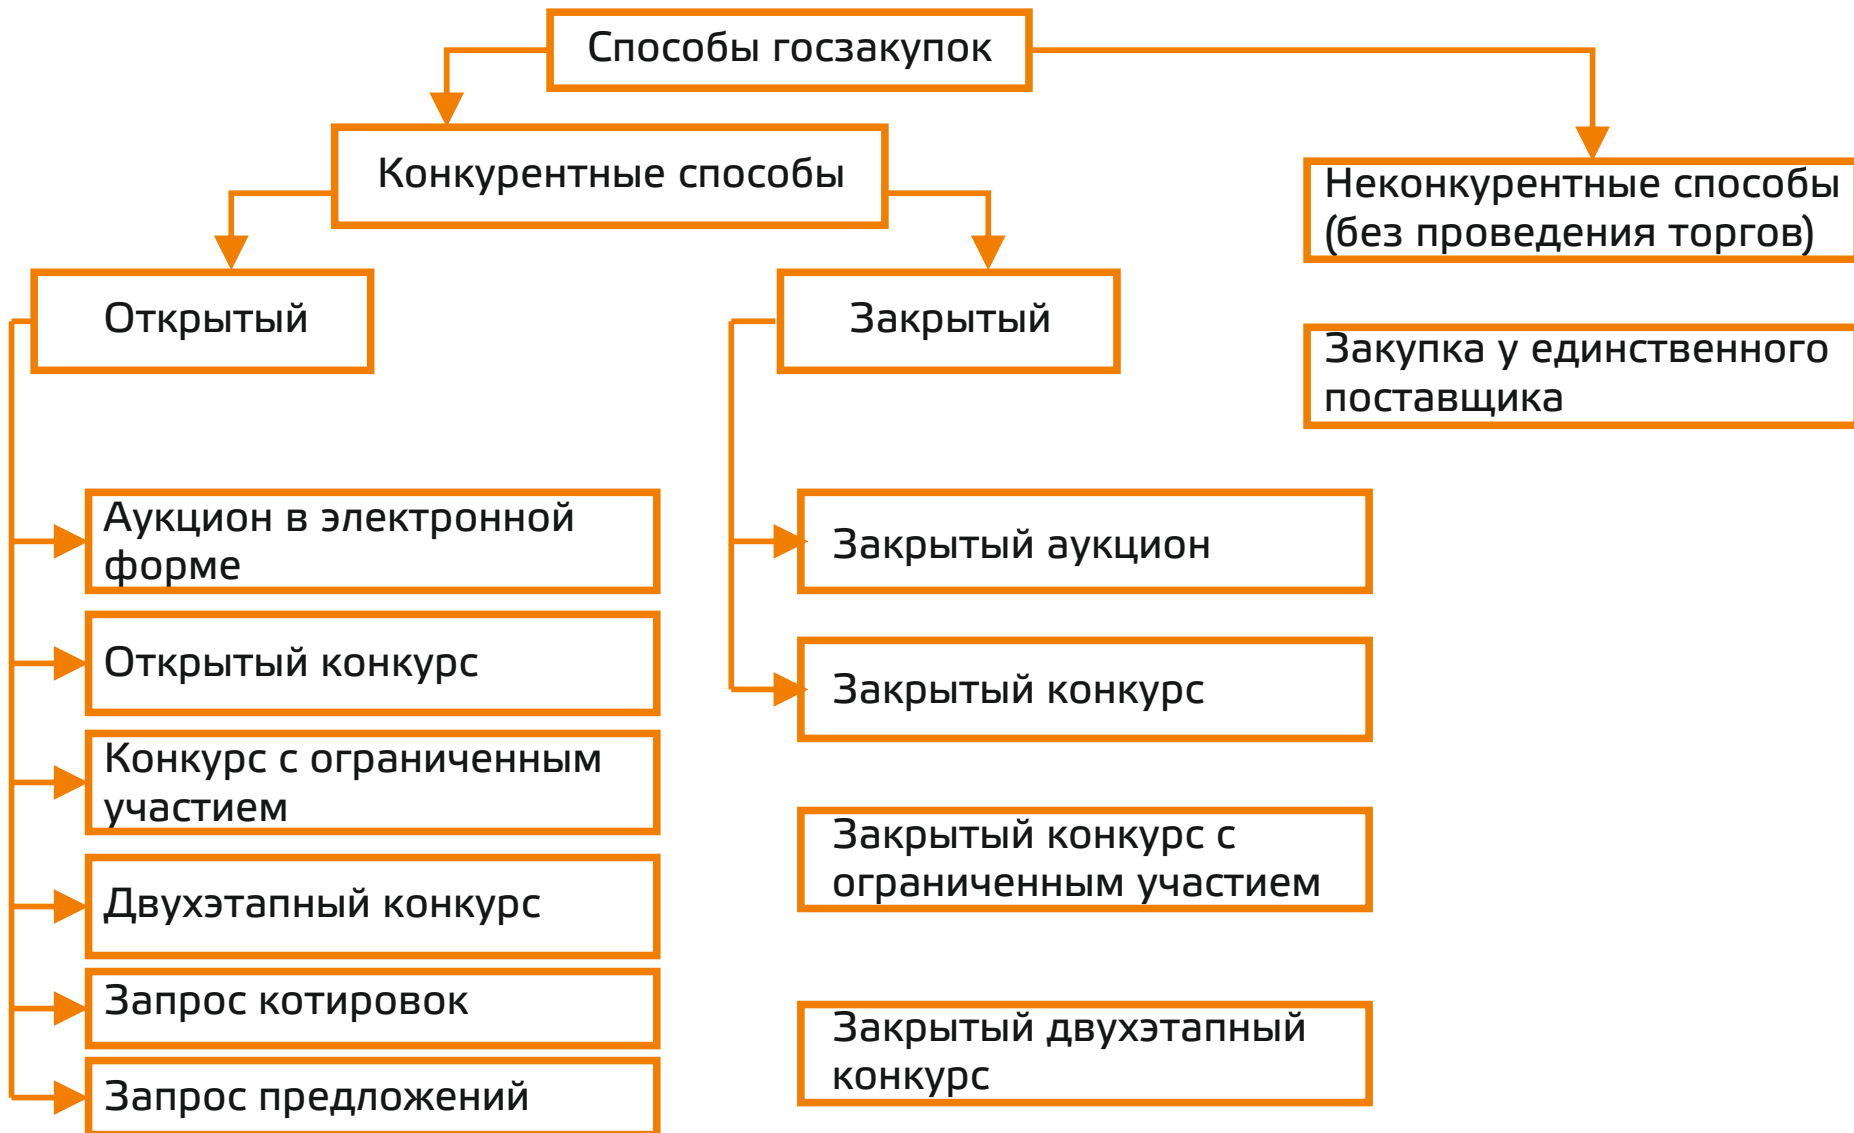 Способы госзакупок
Конкурентные способы
Неконкурентные способы
(без проведения торгов)
Открытый
Закрытый
Закупка у единственного
поставщика
Аукцион в электронной
форме
Открытый конкурс
Конкурс с ограниченным
участием
Двухэтапный конкурс
Запрос котировок
Запрос предложений
Закрытый аукцион
Закрытый конкурс
Закрытый конкурс с
ограниченным участием
Закрытый двухэтапный
конкурс